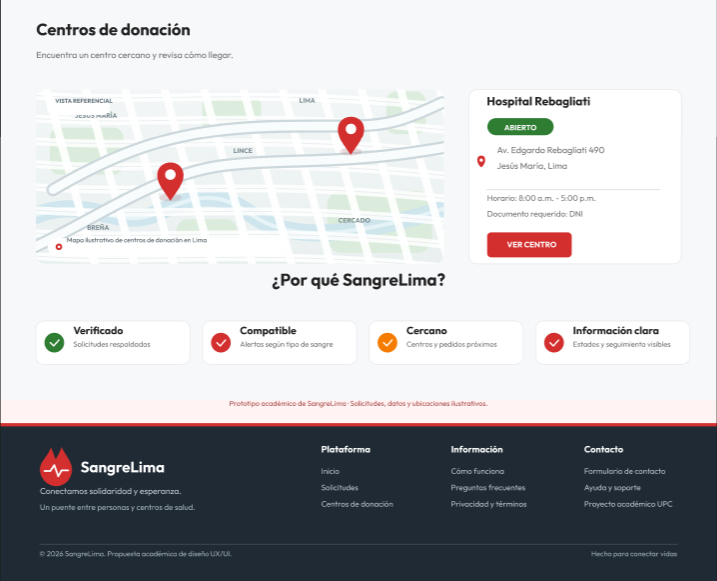 Centros de donación
Encuentra un centro cercano y revisa cómo llegar.
VISTA REFERENCIAL
JESÚS MARÍA
LIMA
LINCE
CERCADO
BREÑA
Mapa ilustrativo de centros de donación en Lima
Hospital Rebagliati
ABIERTO
Av. Edgardo Rebagliati 490
Jesús María, Lima
Horario: 8:00 a.m. - 5:00 p.m.
Documento requerido: DNI
VER CENTRO
¿Por qué SangreLima?
Verificado
Solicitudes respaldadas
Compatible
Alertas según tipo de sangre
Cercano
Centros y pedidos próximos
Información clara
Estados y seguimiento visibles
Prototipo académico de SangreLima · Solicitudes, datos y ubicaciones ilustrativos.
SangreLima
Conectamos solidaridad y esperanza.
Un puente entre personas y centros de salud.
Plataforma
Inicio
Solicitudes
Centros de donación
Información
Cómo funciona
Preguntas frecuentes
Privacidad y términos
Contacto
Formulario de contacto
Ayuda y soporte
Proyecto académico UPC
© 2026 SangreLima. Propuesta académica de diseño UX/UI.
Hecho para conectar vidas